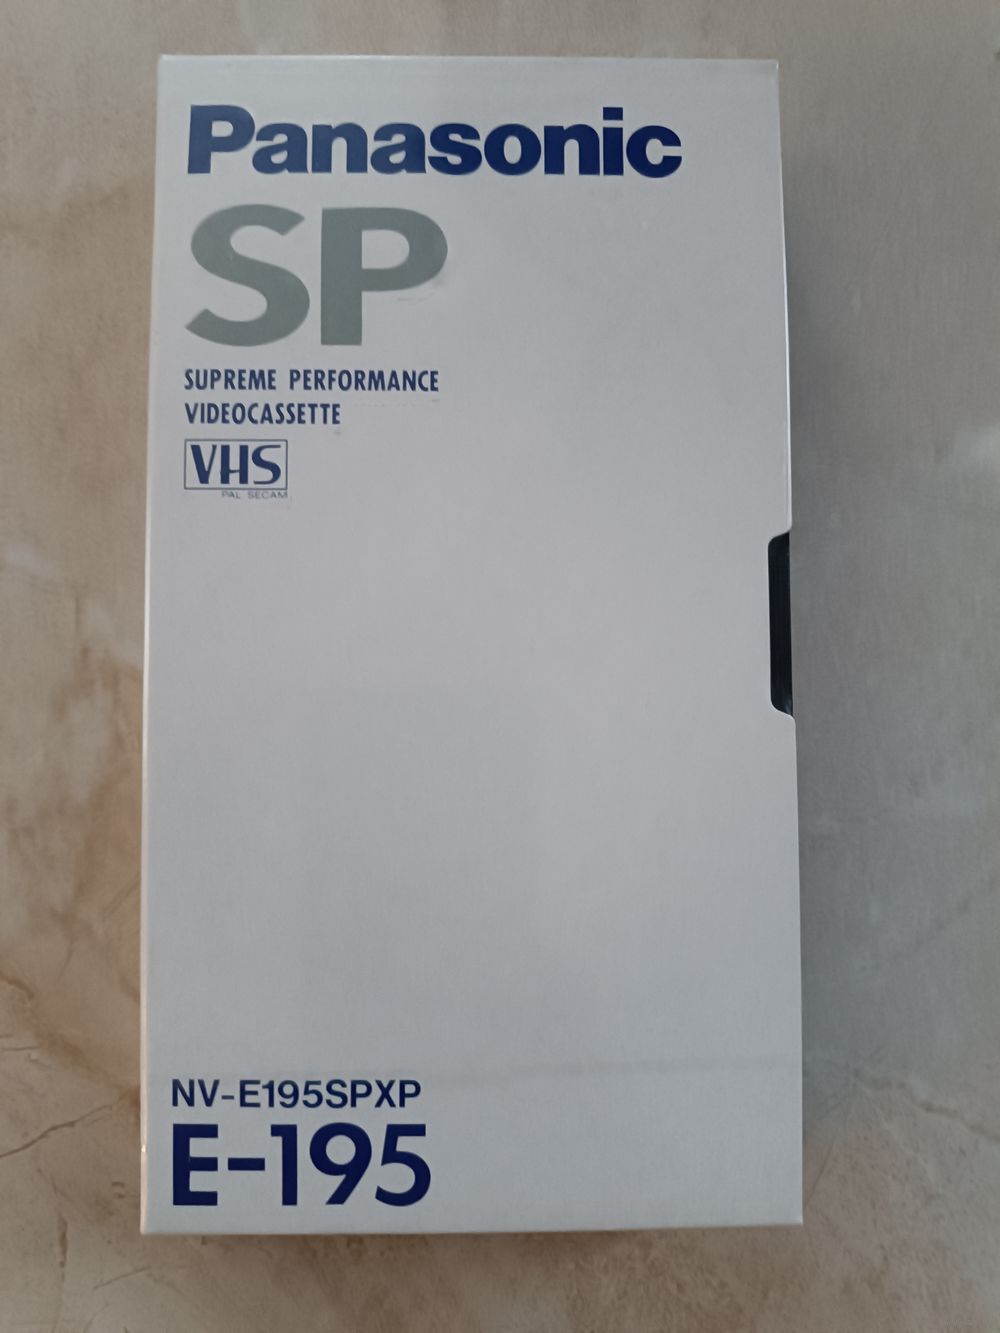 Panasonic
SP
SUPREME PERFORMANCE
VIDEOCASSETTE
VHS
PAL SECAM
NV-E195SPXP
E-195